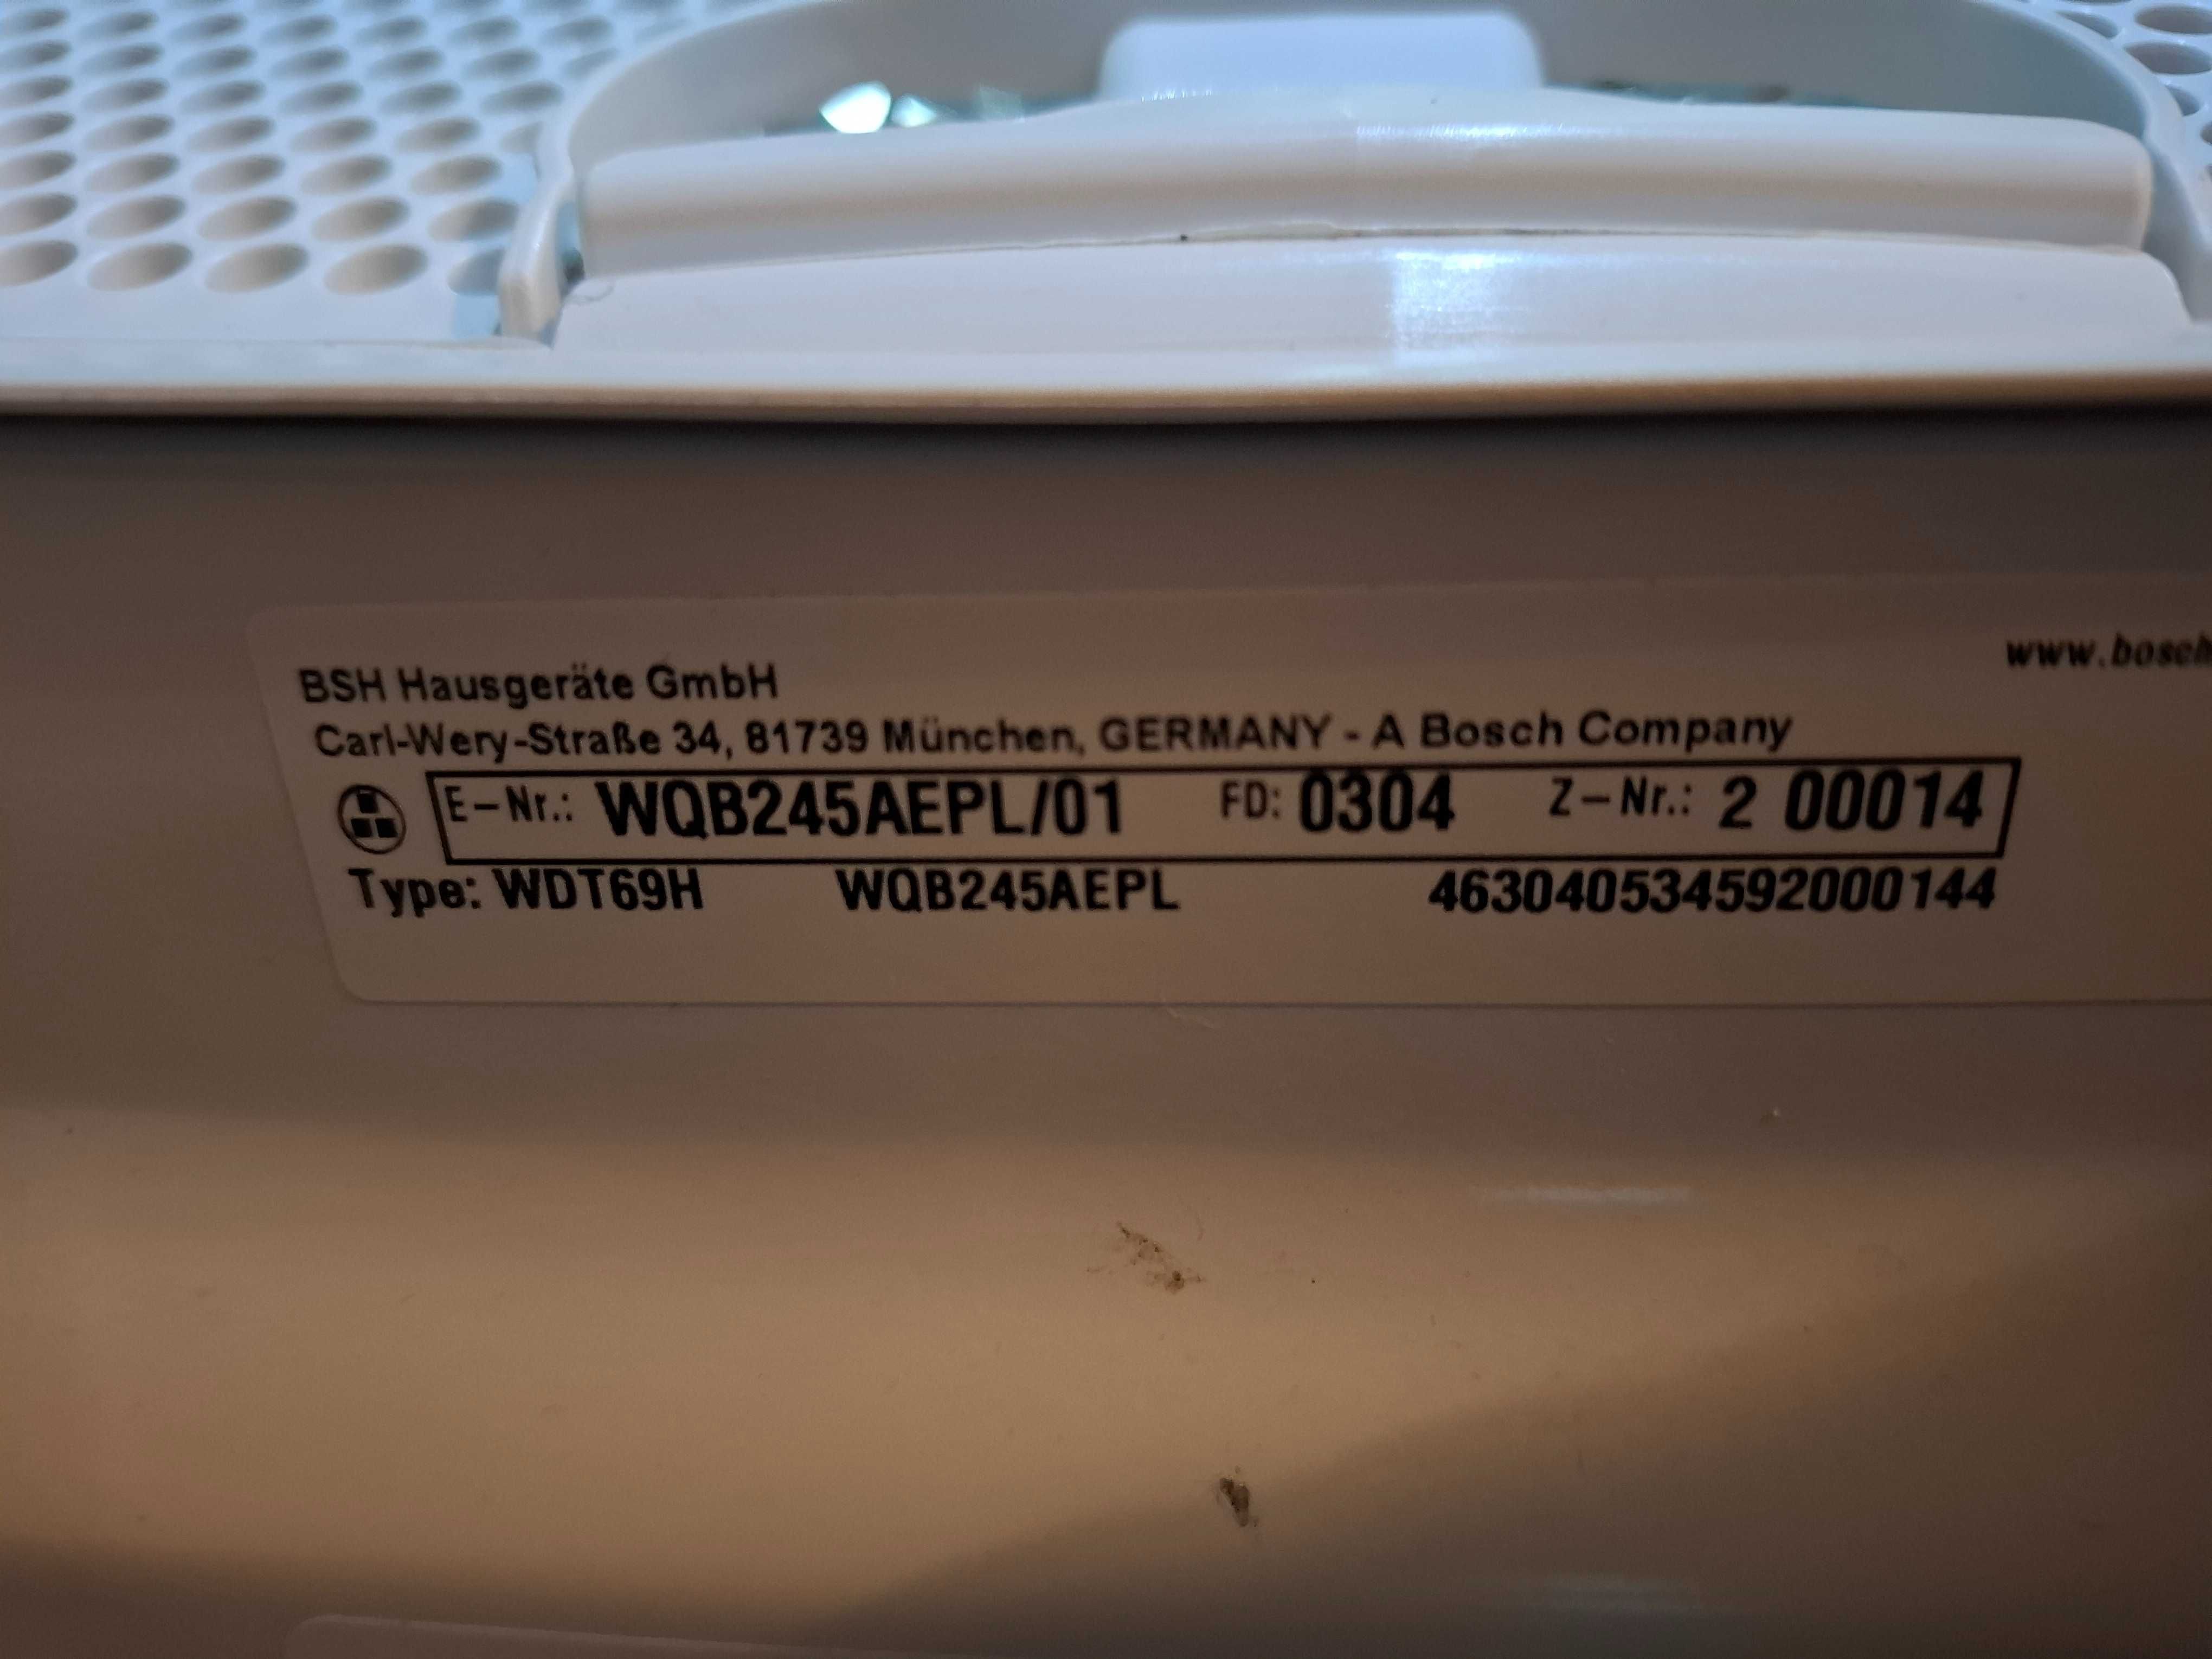 www.bosch
BSH Hausgeräte GmbH
Carl-Wery-Straße 34, 81739 München, GERMANY - A Bosch Company
E-Nr.: WQB245AEPL/01 FD: 0304 Z-Nr.: 2 00014
Type: WDT69H WQB245AEPL 463040534592000144